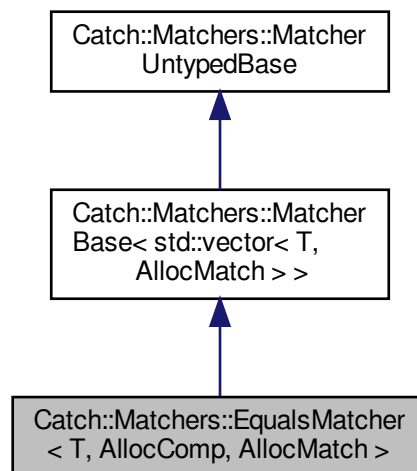 Catch::Matchers::Matcher
UntypedBase
Catch::Matchers::Matcher
Base< std::vector< T,
AllocMatch > >
Catch::Matchers::EqualsMatcher
< T, AllocComp, AllocMatch >